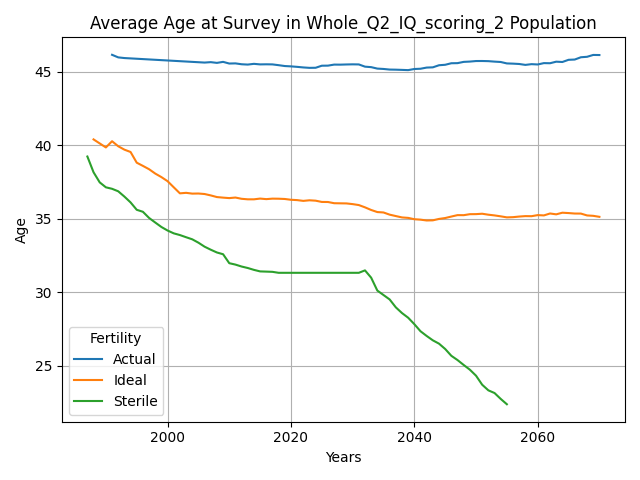 Average Age at Survey in Whole_Q2_IQ_scoring_2 Population
45
40
35
30
25
Age
Fertility
Actual
Ideal
Sterile
2000 2020 2040 2060
Years